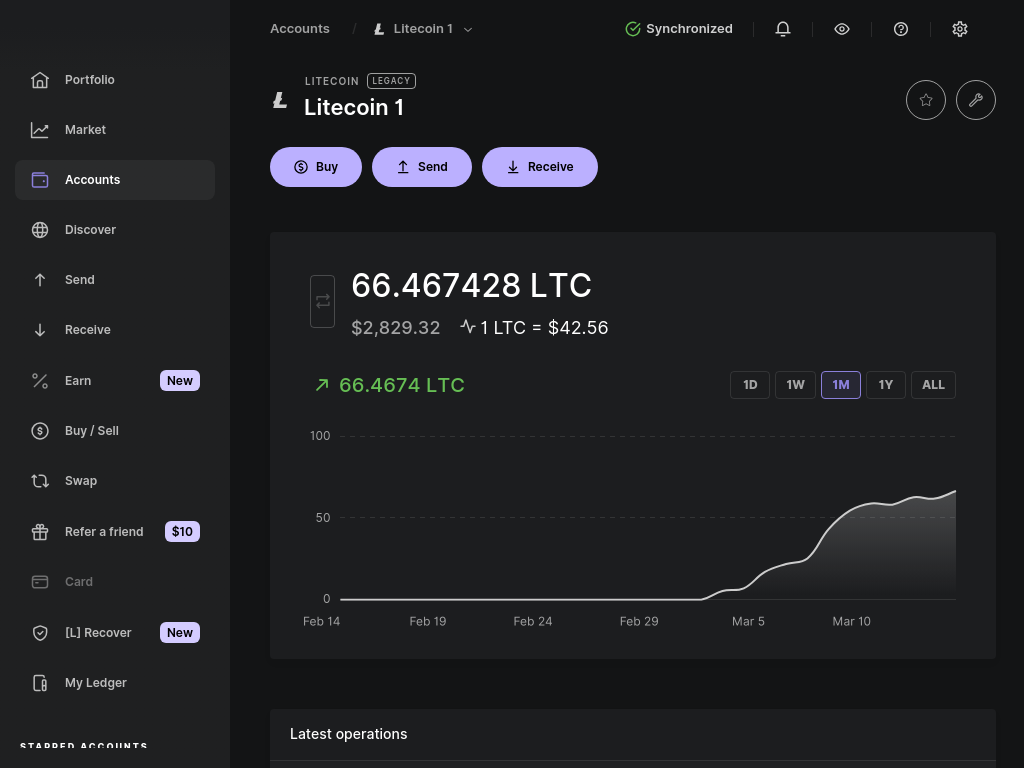 Portfolio
Market
Accounts
Discover
Send
Receive
Earn New
Buy / Sell
Swap
Refer a friend $10
Card
[L] Recover New
My Ledger
STARRED ACCOUNTS
Accounts / Litecoin 1
Synchronized
LITECOIN LEGACY
Litecoin 1
Buy Send Receive
66.467428 LTC
$2,829.32 1 LTC = $42.56
66.4674 LTC
1D 1W 1M 1Y ALL
100
50
0
Feb 14 Feb 19 Feb 24 Feb 29 Mar 5 Mar 10
Latest operations